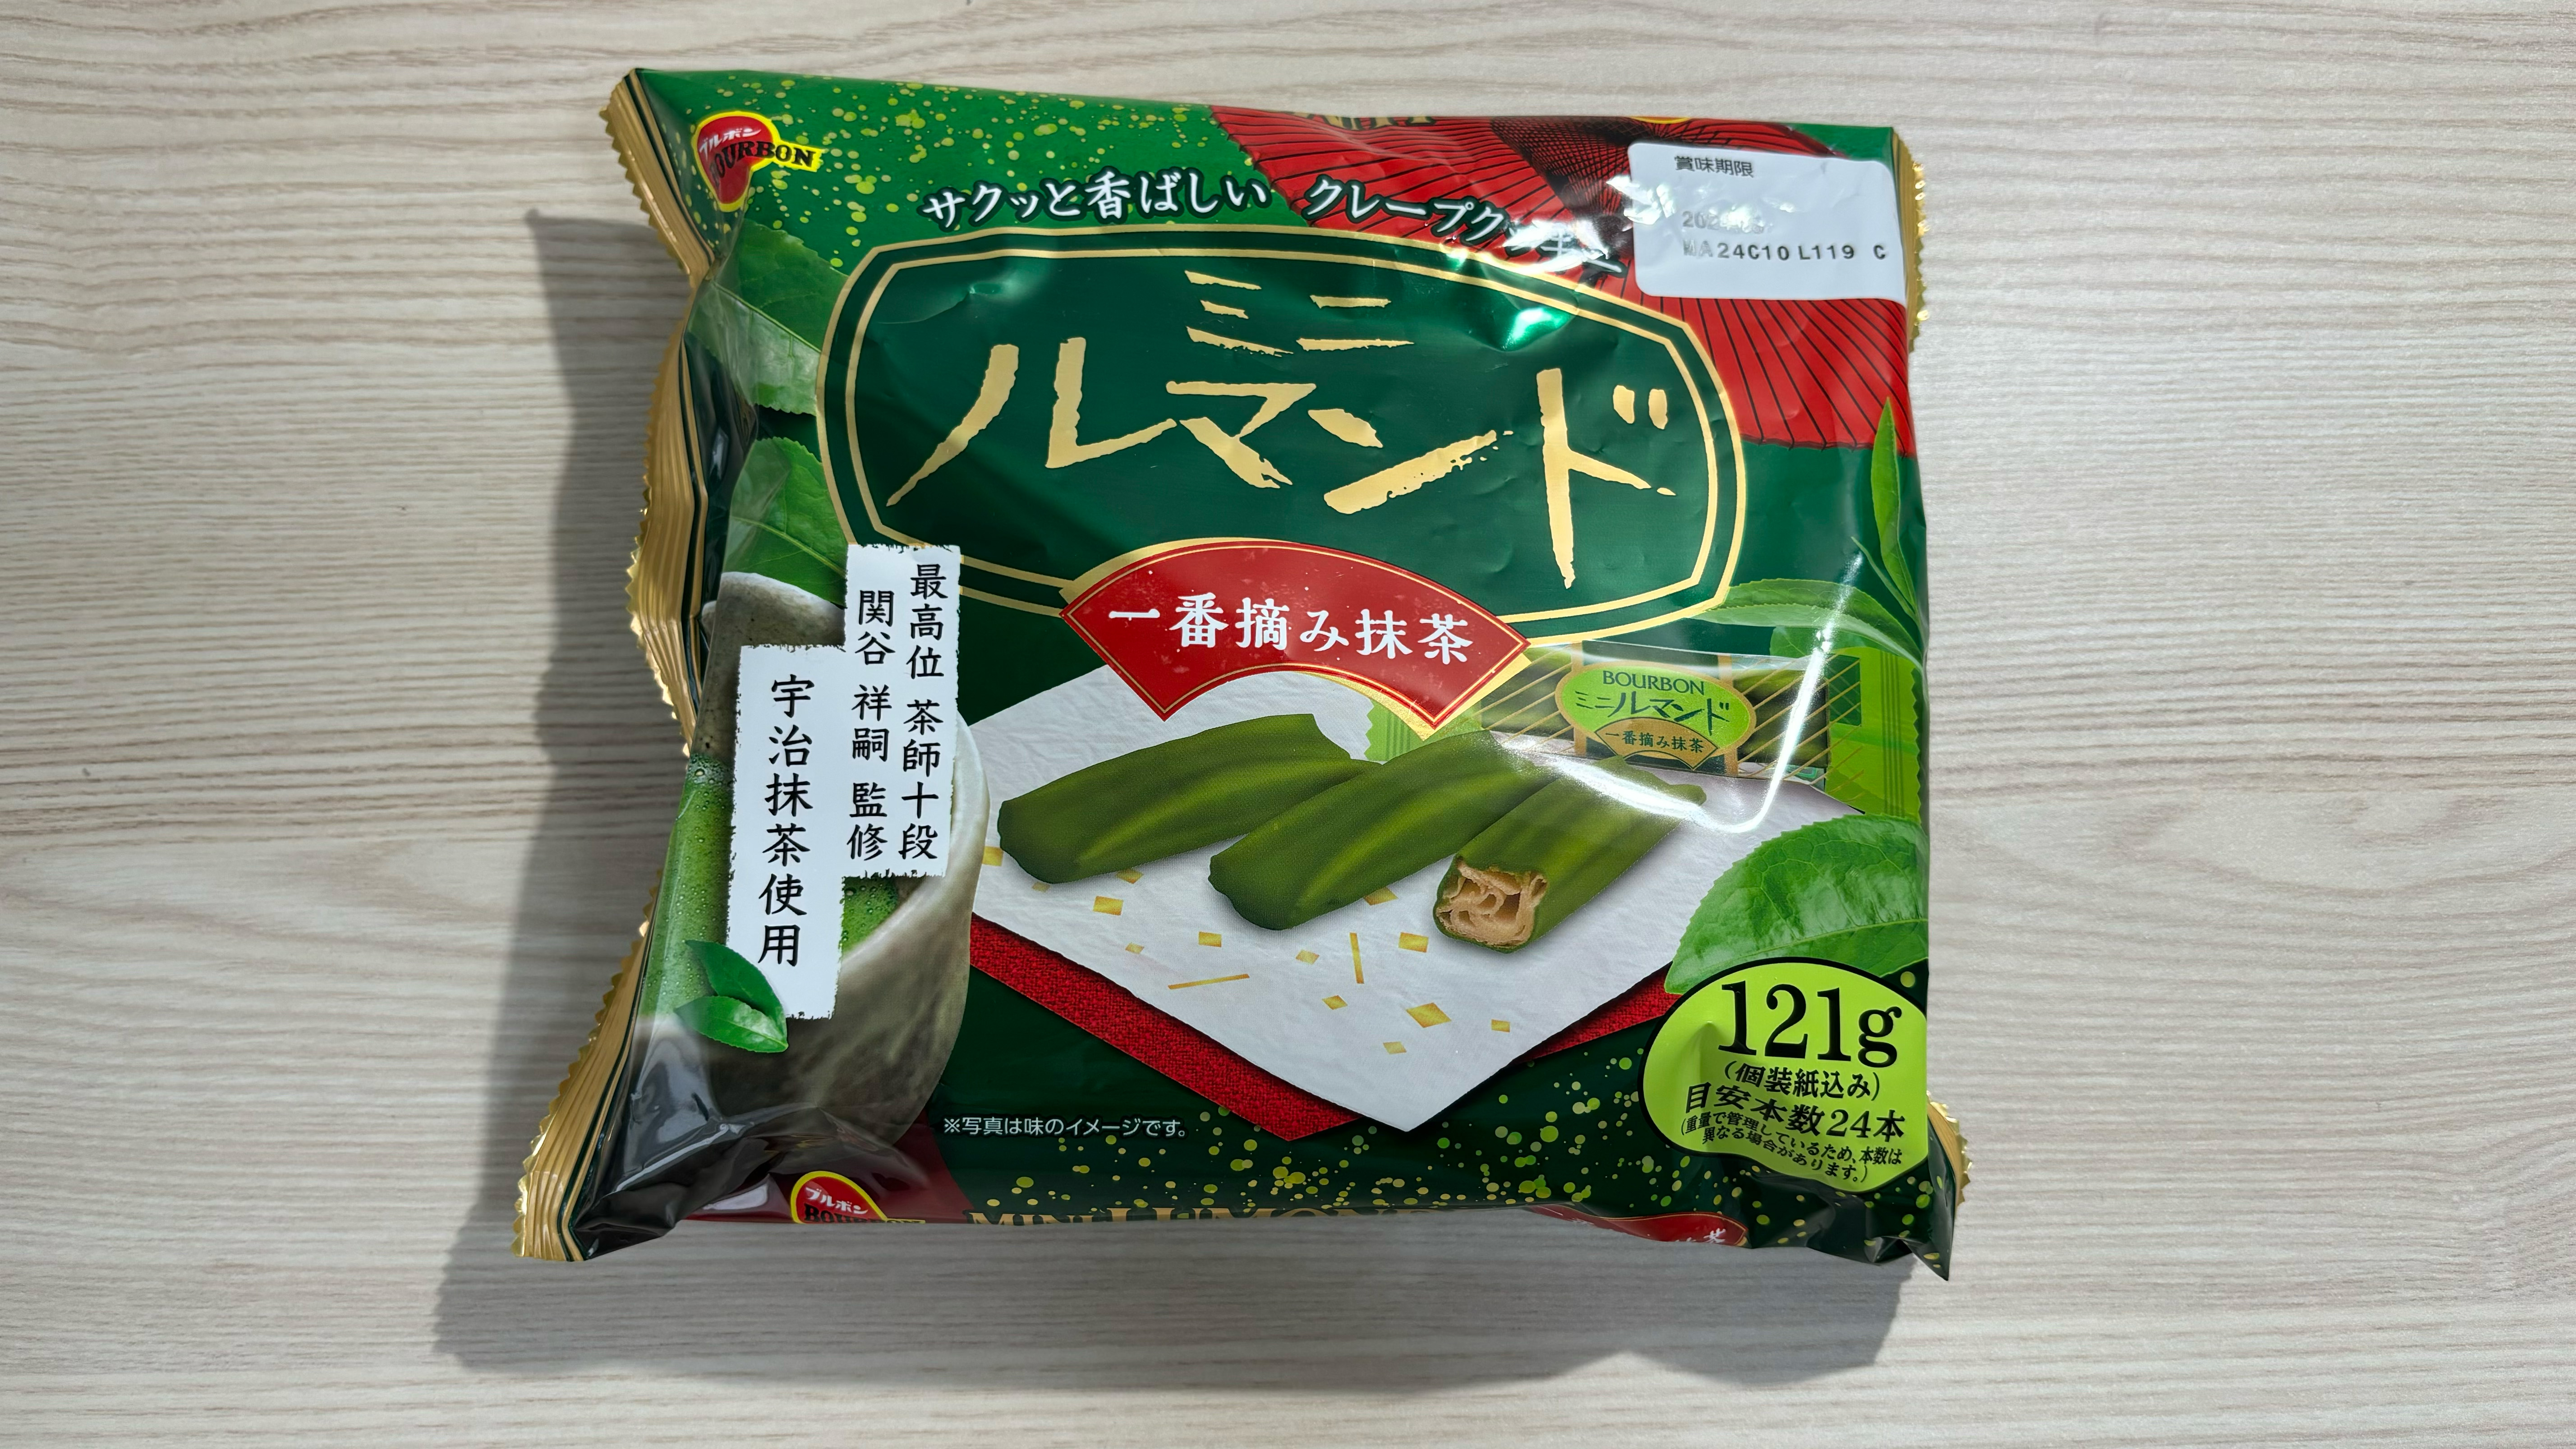 ブルボン
BOURBON
サクッと香ばしい クレープクッキー
賞味期限
MA24C10 L119 C
ミニ
ルマンド
一番摘み抹茶
最高位 茶師十段
関谷 祥嗣 監修
宇治抹茶使用
BOURBON
ミニルマンド
一番摘み抹茶
121g
(個装紙込み)
目安本数24本
(重量で管理しているため、本数は
異なる場合があります。)
※写真は味のイメージです。
ブルボン
BOURBON
MINI LUMOND